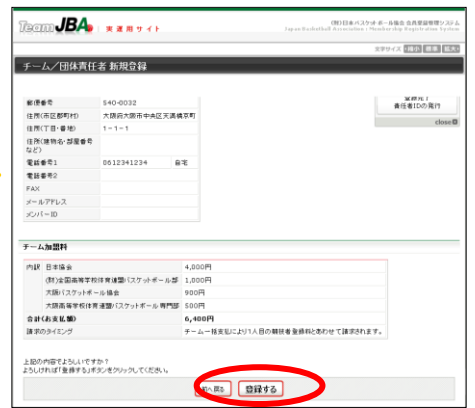 TeamJBA 実運用サイト
(財)日本バスケットボール協会 会員登録管理システム
Japan Basketball Association - Membership Registration System
文字サイズ 縮小 標準 拡大
チーム/団体責任者 新規登録
登録完了
責任者IDの発行
close
郵便番号 540-0032
住所(市区郡町村) 大阪府大阪市中央区天満橋京町
住所(丁目・番地) 1-1-1
住所(建物名・部屋番号など)
電話番号1 0612341234 自宅
電話番号2
FAX
メールアドレス
メンバーID
チーム加盟料
内訳 日本協会 4,000円
(財)全国高等学校体育連盟バスケットボール部 1,000円
大阪バスケットボール協会 900円
大阪高等学校体育連盟バスケットボール専門部 500円
合計(お支払額) 6,400円
請求のタイミング チーム一括支払により1人目の競技者登録料とあわせて請求されます。
上記の内容でよろしいですか?
よろしければ「登録する」ボタンをクリックしてください。
前へ戻る 登録する